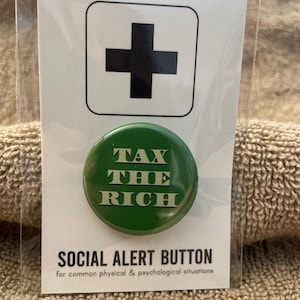 TAX
THE
RICH
SOCIAL ALERT BUTTON
for common physical & psychological situations